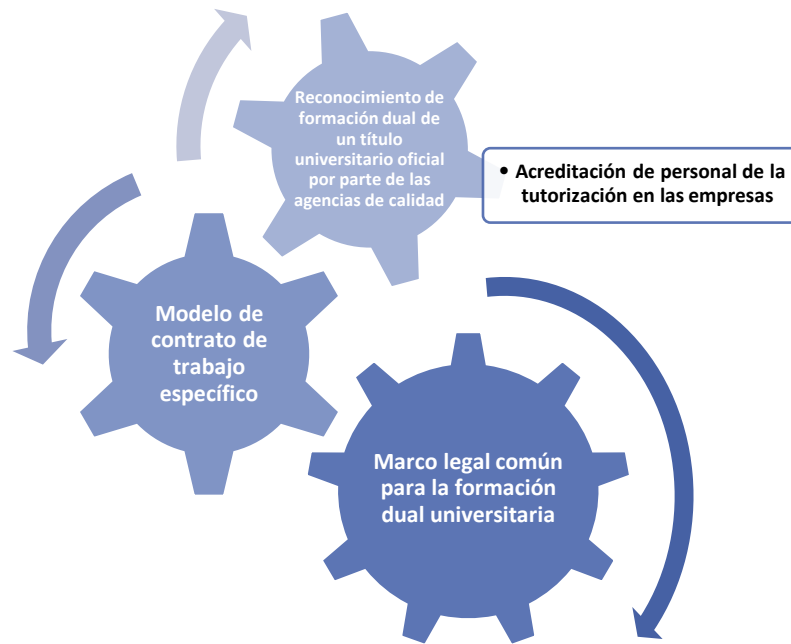 Reconocimiento de
formación dual de
un título
universitario oficial
por parte de las
agencias de calidad
• Acreditación de personal de la
tutorización en las empresas
Modelo de
contrato de
trabajo
específico
Marco legal común
para la formación
dual universitaria